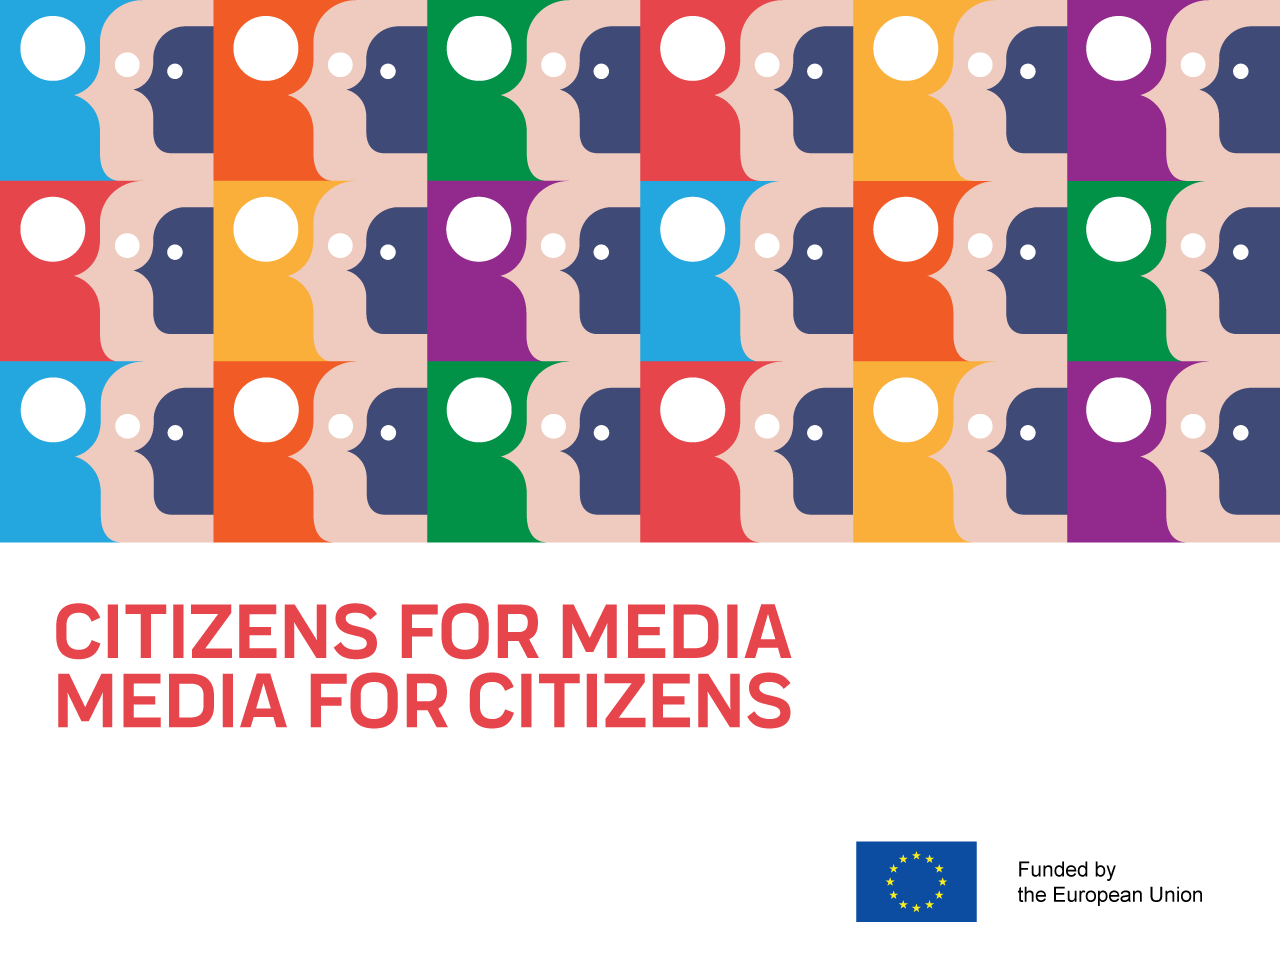 CITIZENS FOR MEDIA
MEDIA FOR CITIZENS
Funded by
the European Union